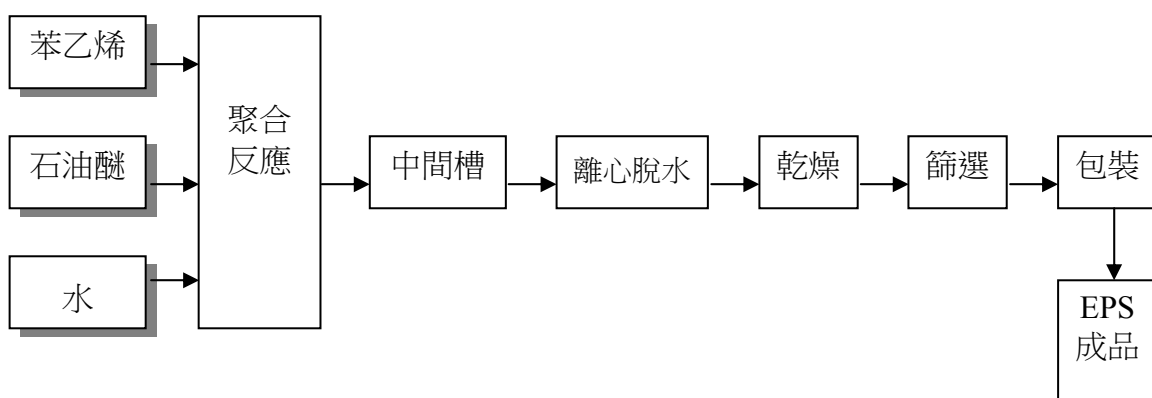 苯乙烯
石油醚
水
聚合
反應
中間槽
離心脫水
乾燥
篩選
包裝
EPS
成品